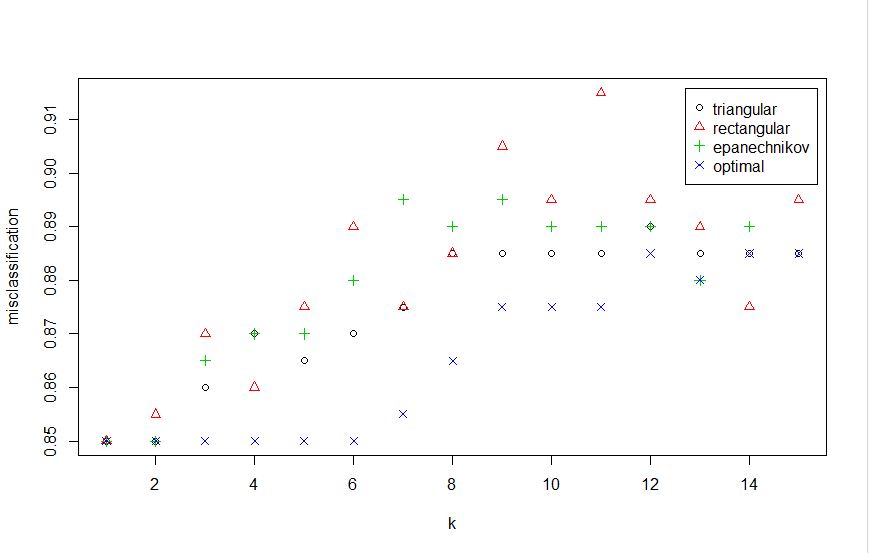 triangular
rectangular
epanechnikov
optimal
misclassification
0.91
0.90
0.89
0.88
0.87
0.86
0.85
2 4 6 8 10 12 14
k